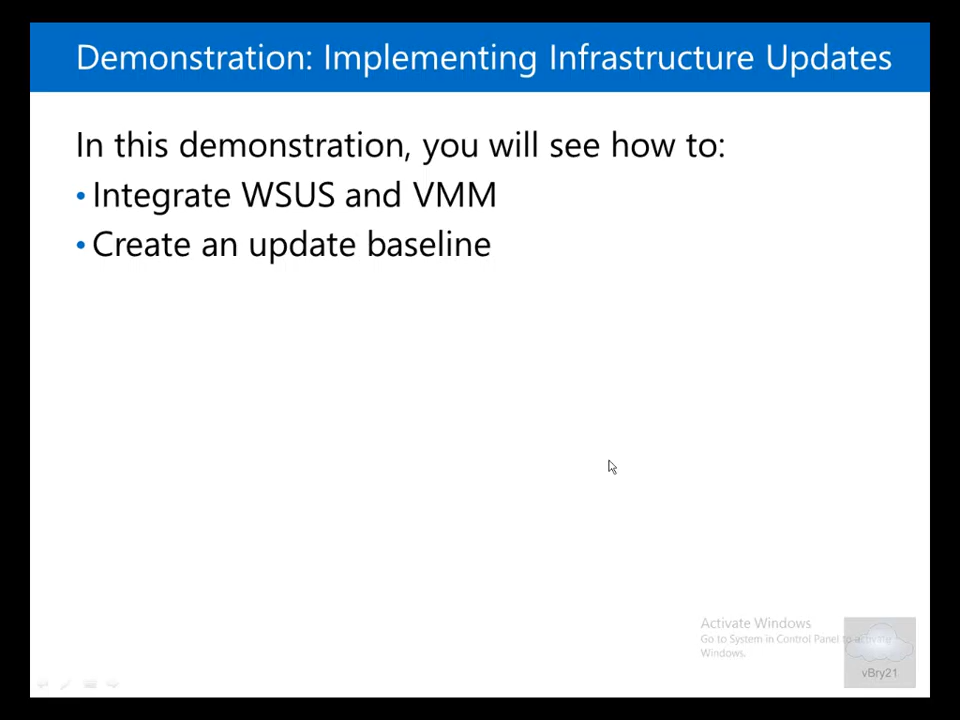 Demonstration: Implementing Infrastructure Updates
In this demonstration, you will see how to:
• Integrate WSUS and VMM
• Create an update baseline
Activate Windows
Go to System in Control Panel to activate
Windows.
vBry21